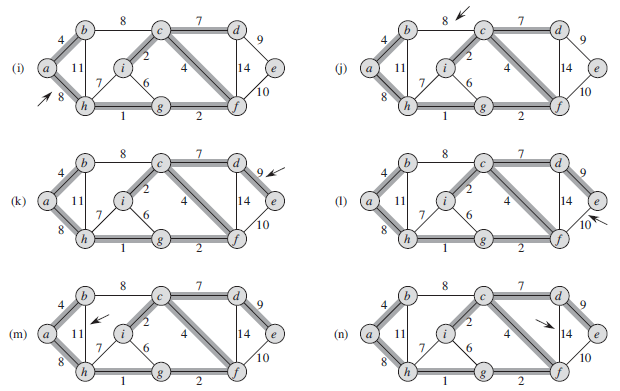 8 7
b c d
4 2 9
(i) a 11 i 4 14 e
8 7 6 10
h g f
1 2
8 7
b c d
4 2 9
(j) a 11 i 4 14 e
8 7 6 10
h g f
1 2
8 7
b c d
4 2 9
(k) a 11 i 4 14 e
8 7 6 10
h g f
1 2
8 7
b c d
4 2 9
(l) a 11 i 4 14 e
8 7 6 10
h g f
1 2
8 7
b c d
4 2 9
(m) a 11 i 4 14 e
8 7 6 10
h g f
1 2
8 7
b c d
4 2 9
(n) a 11 i 4 14 e
8 7 6 10
h g f
1 2